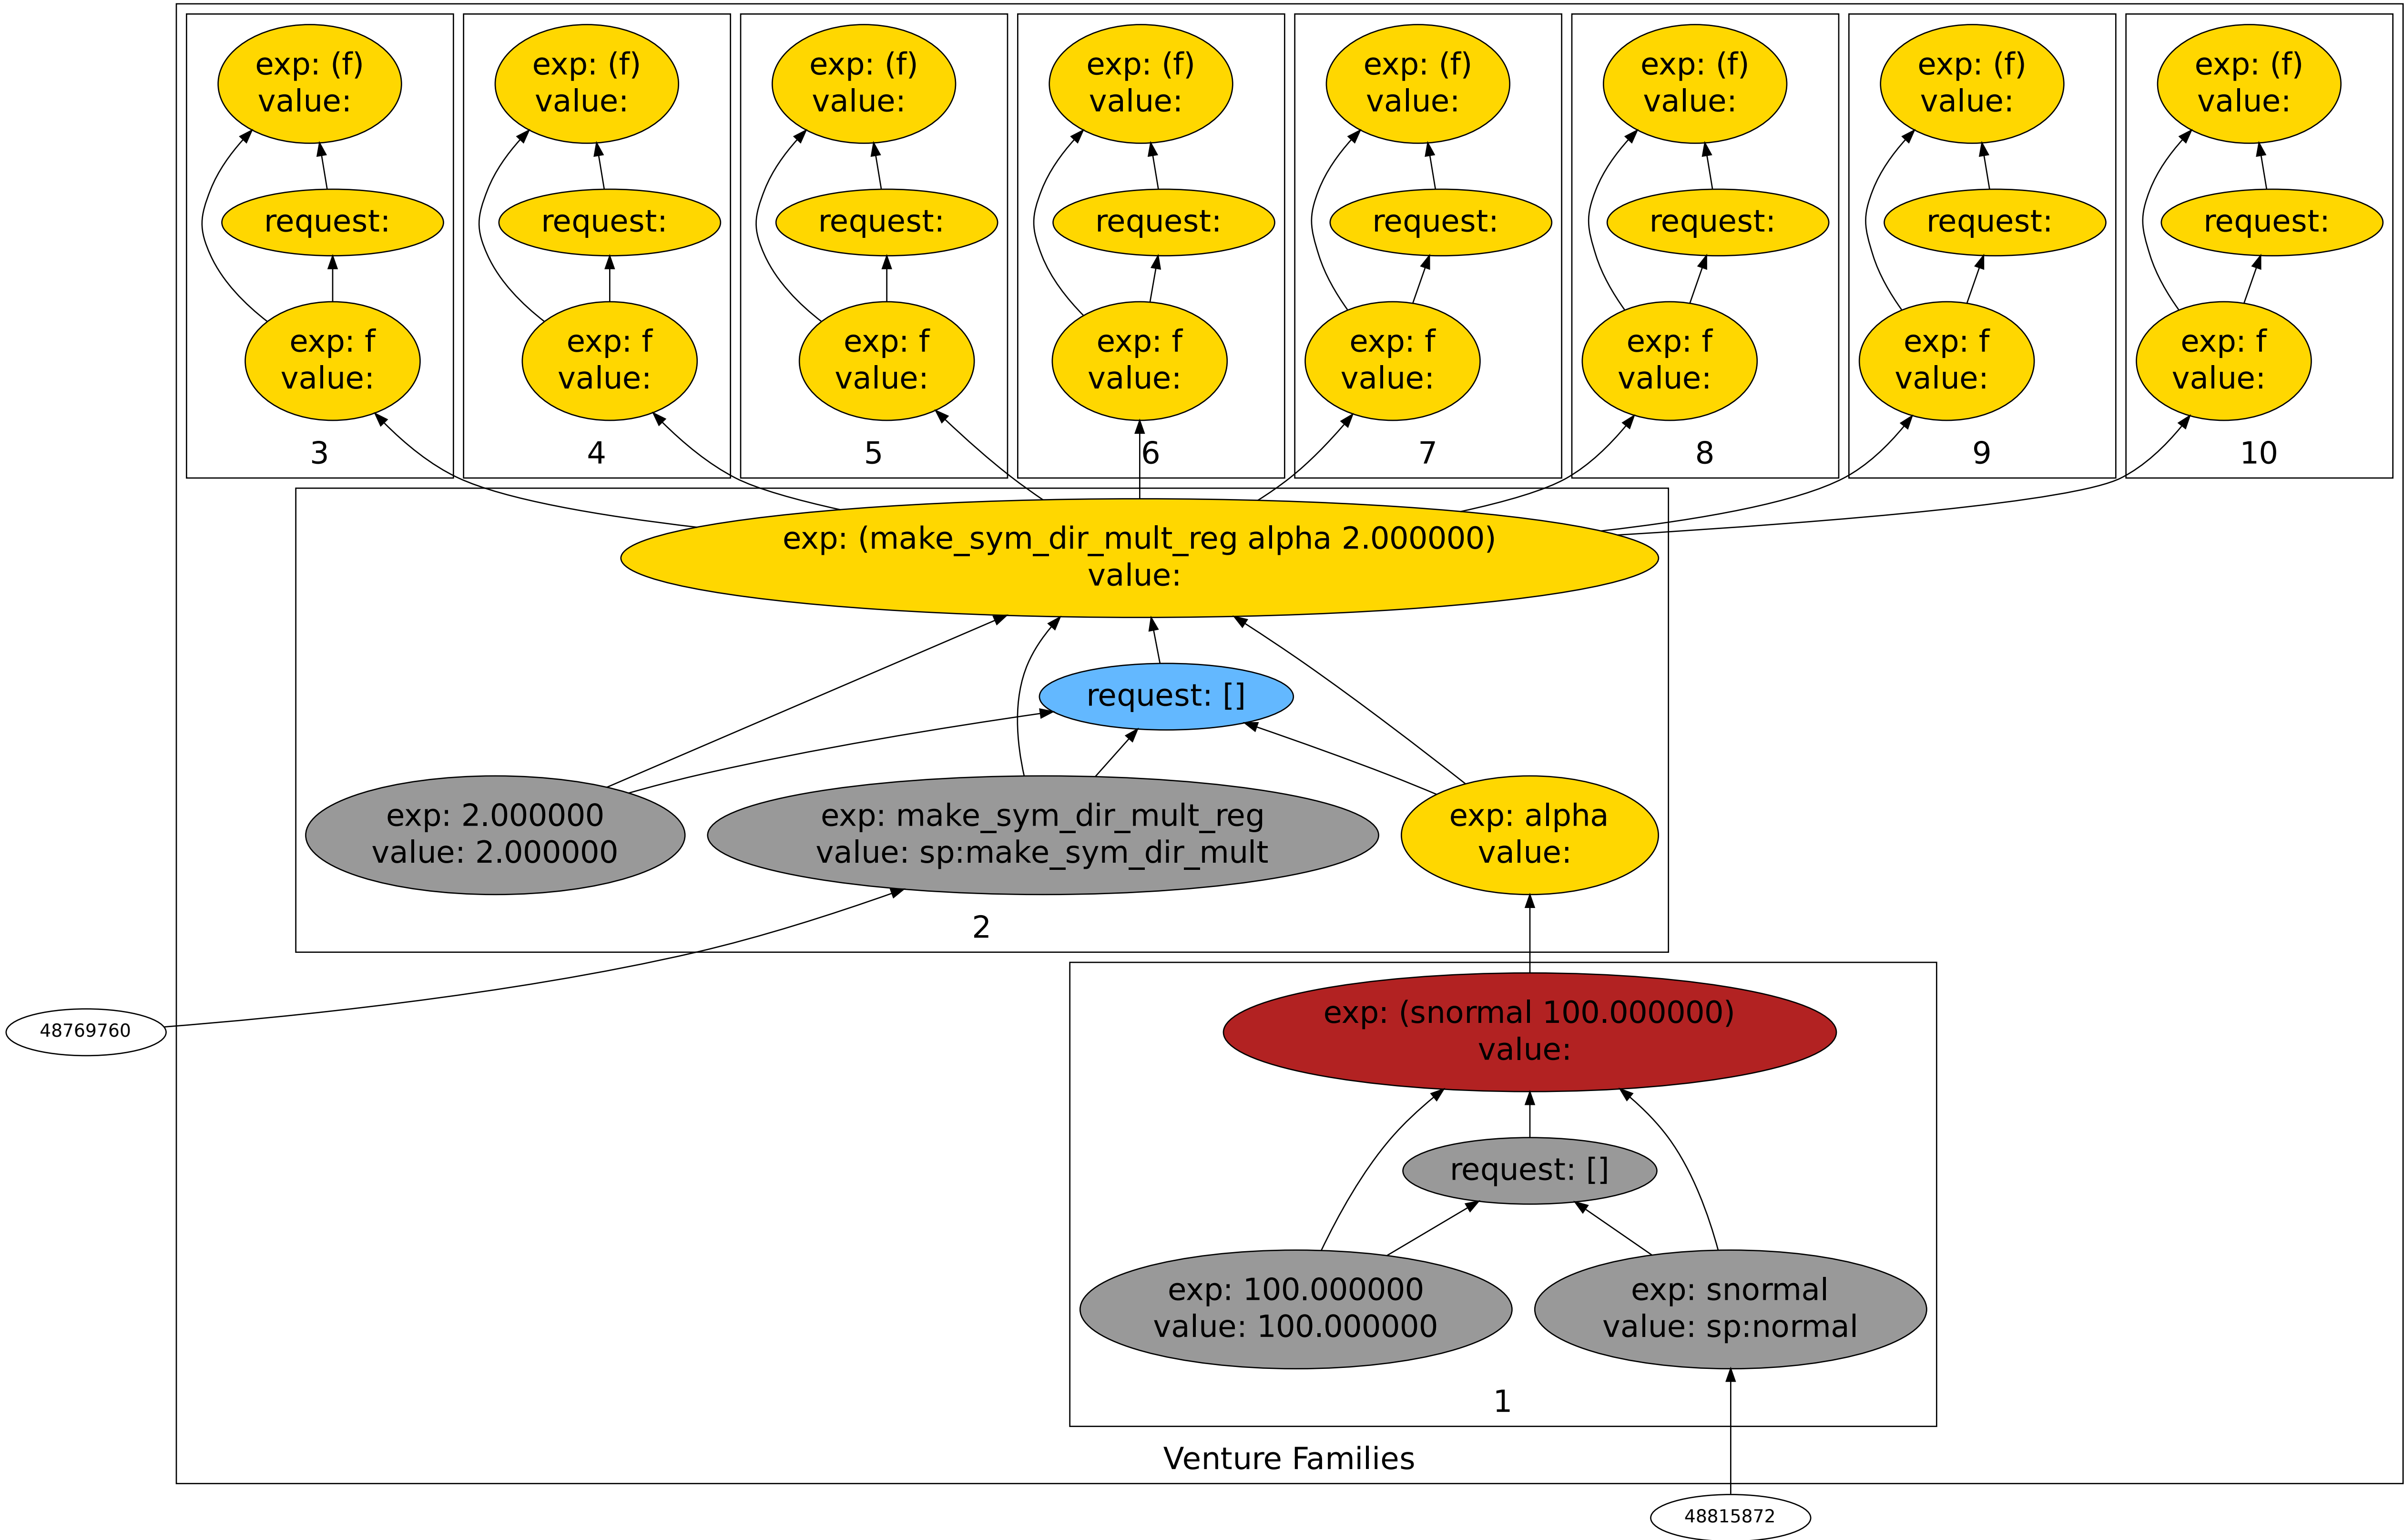 exp: (f)
value:
exp: (f)
value:
exp: (f)
value:
exp: (f)
value:
exp: (f)
value:
exp: (f)
value:
exp: (f)
value:
exp: (f)
value:
request:
request:
request:
request:
request:
request:
request:
request:
exp: f
value:
exp: f
value:
exp: f
value:
exp: f
value:
exp: f
value:
exp: f
value:
exp: f
value:
exp: f
value:
3
4
5
6
7
8
9
10
exp: (make_sym_dir_mult_reg alpha 2.000000)
value:
request: []
exp: 2.000000
value: 2.000000
exp: make_sym_dir_mult_reg
value: sp:make_sym_dir_mult
exp: alpha
value:
2
48769760
exp: (snormal 100.000000)
value:
request: []
exp: 100.000000
value: 100.000000
exp: snormal
value: sp:normal
1
Venture Families
48815872